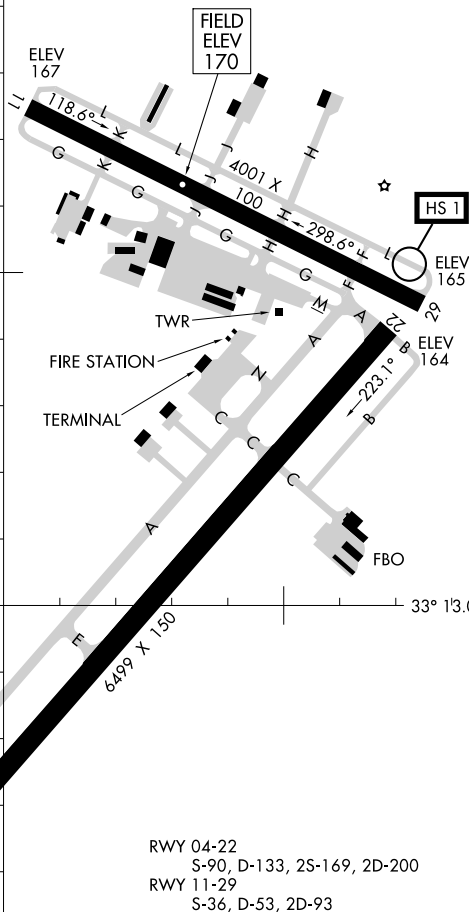 FIELD
ELEV
170
ELEV
167
11
118.6°
L
K
L
J
H
G
K
J
4001 X
100
G
G
J
H
298.6°
F
L
HS 1
G
H
G
F
ELEV
165
29
M
A
22
ELEV
164
B
TWR
A
223.1°
FIRE STATION
N
B
TERMINAL
C
C
C
A
FBO
33° 13.0
E
6499 X 150
RWY 04-22
S-90, D-133, 2S-169, 2D-200
RWY 11-29
S-36, D-53, 2D-93